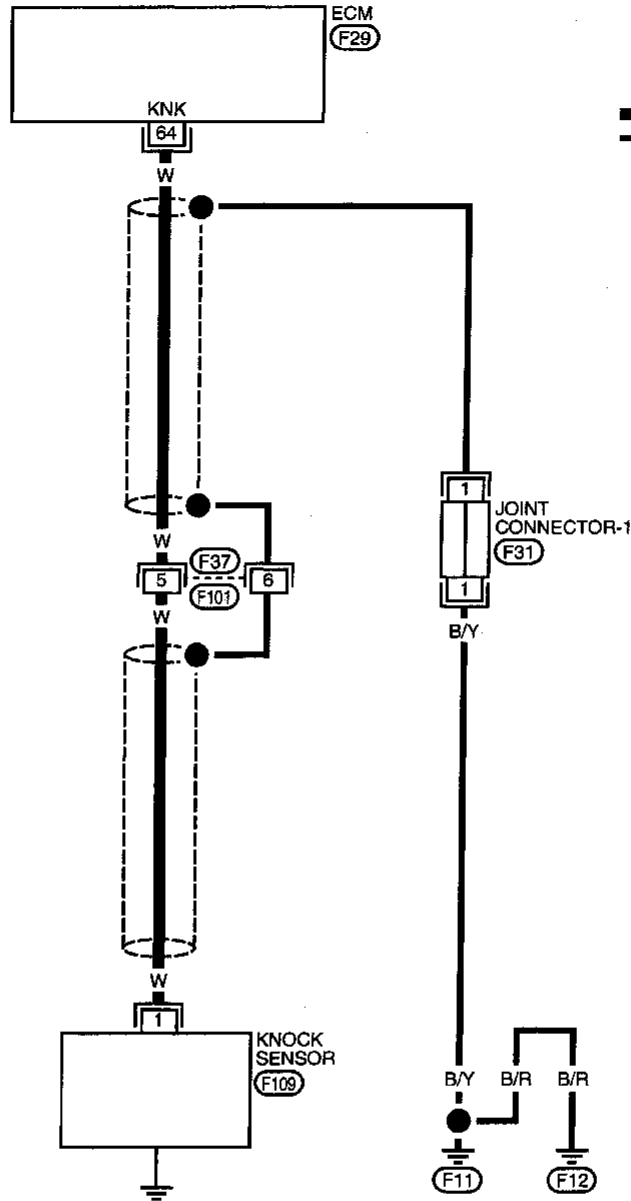 ECM
F29
KNK
64
W
W
F37
5
6
F101
W
1
JOINT
CONNECTOR-1
F31
1
B/Y
W
1
KNOCK
SENSOR
F109
B/Y
B/R
B/R
F11
F12